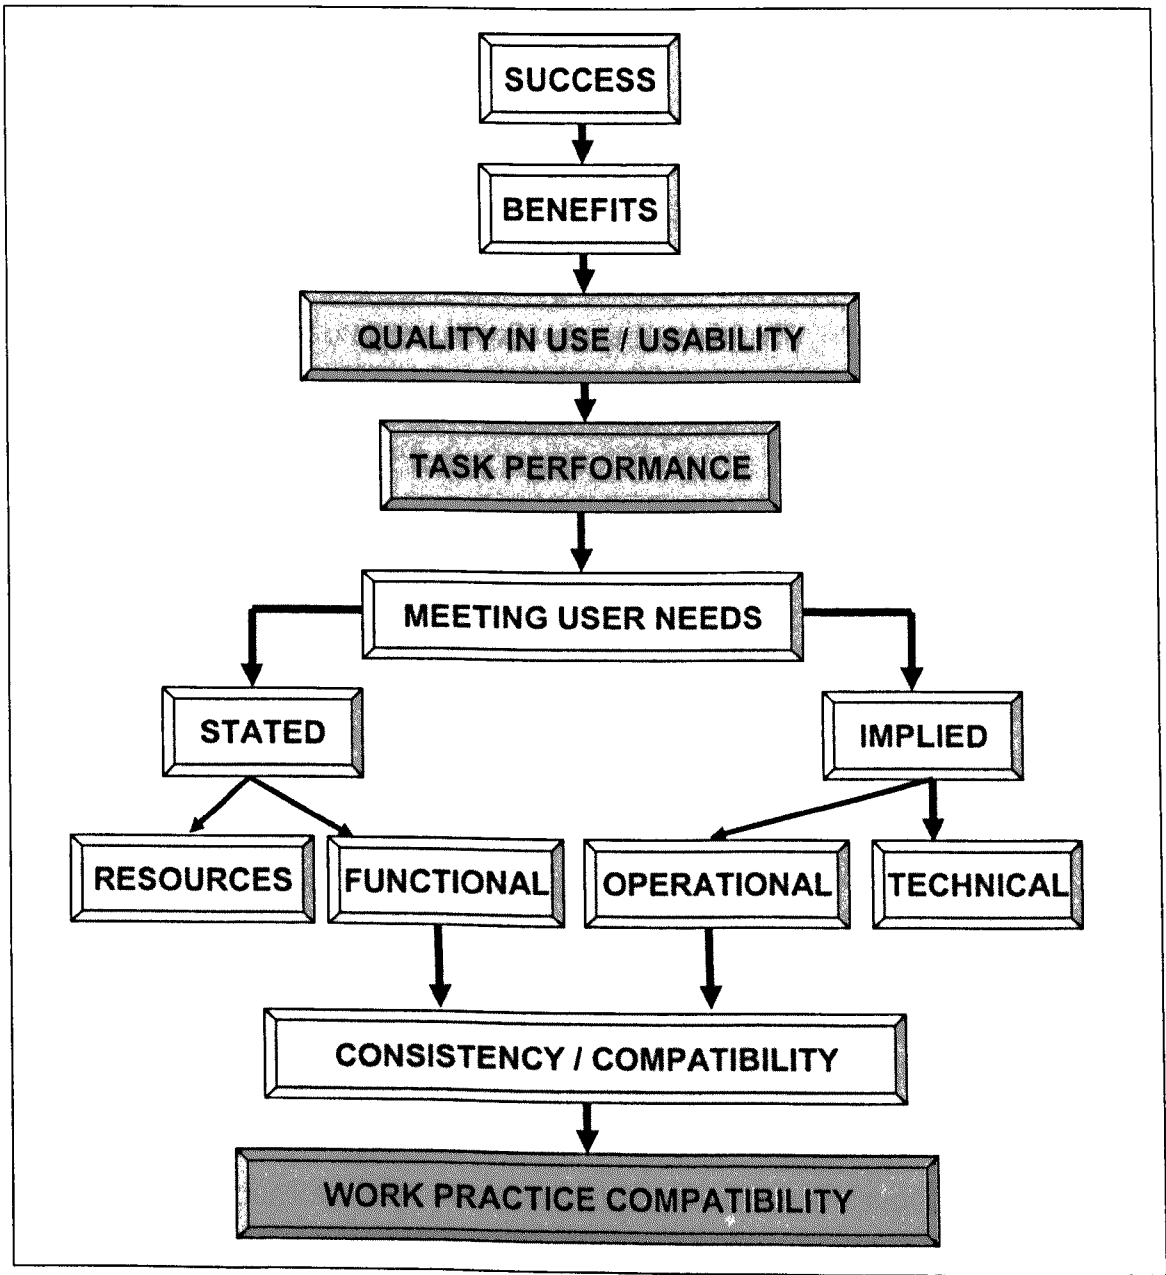 SUCCESS
BENEFITS
QUALITY IN USE / USABILITY
TASK PERFORMANCE
MEETING USER NEEDS
STATED
IMPLIED
RESOURCES
FUNCTIONAL
OPERATIONAL
TECHNICAL
CONSISTENCY / COMPATIBILITY
WORK PRACTICE COMPATIBILITY